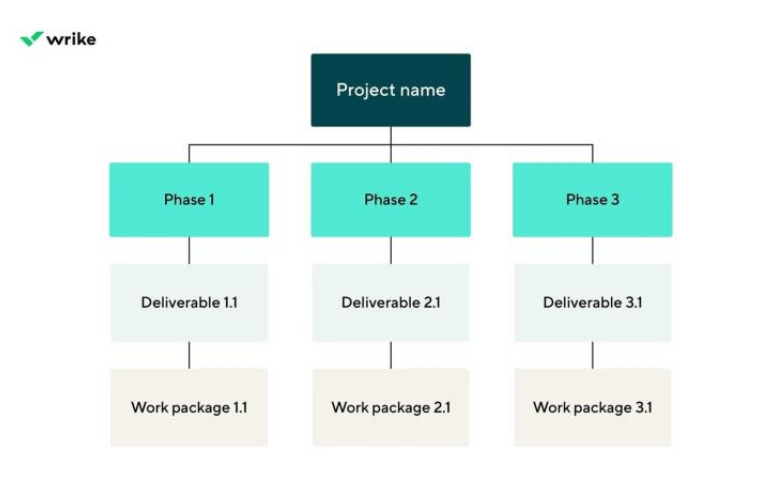 wrike
Project name
Phase 1
Phase 2
Phase 3
Deliverable 1.1
Deliverable 2.1
Deliverable 3.1
Work package 1.1
Work package 2.1
Work package 3.1